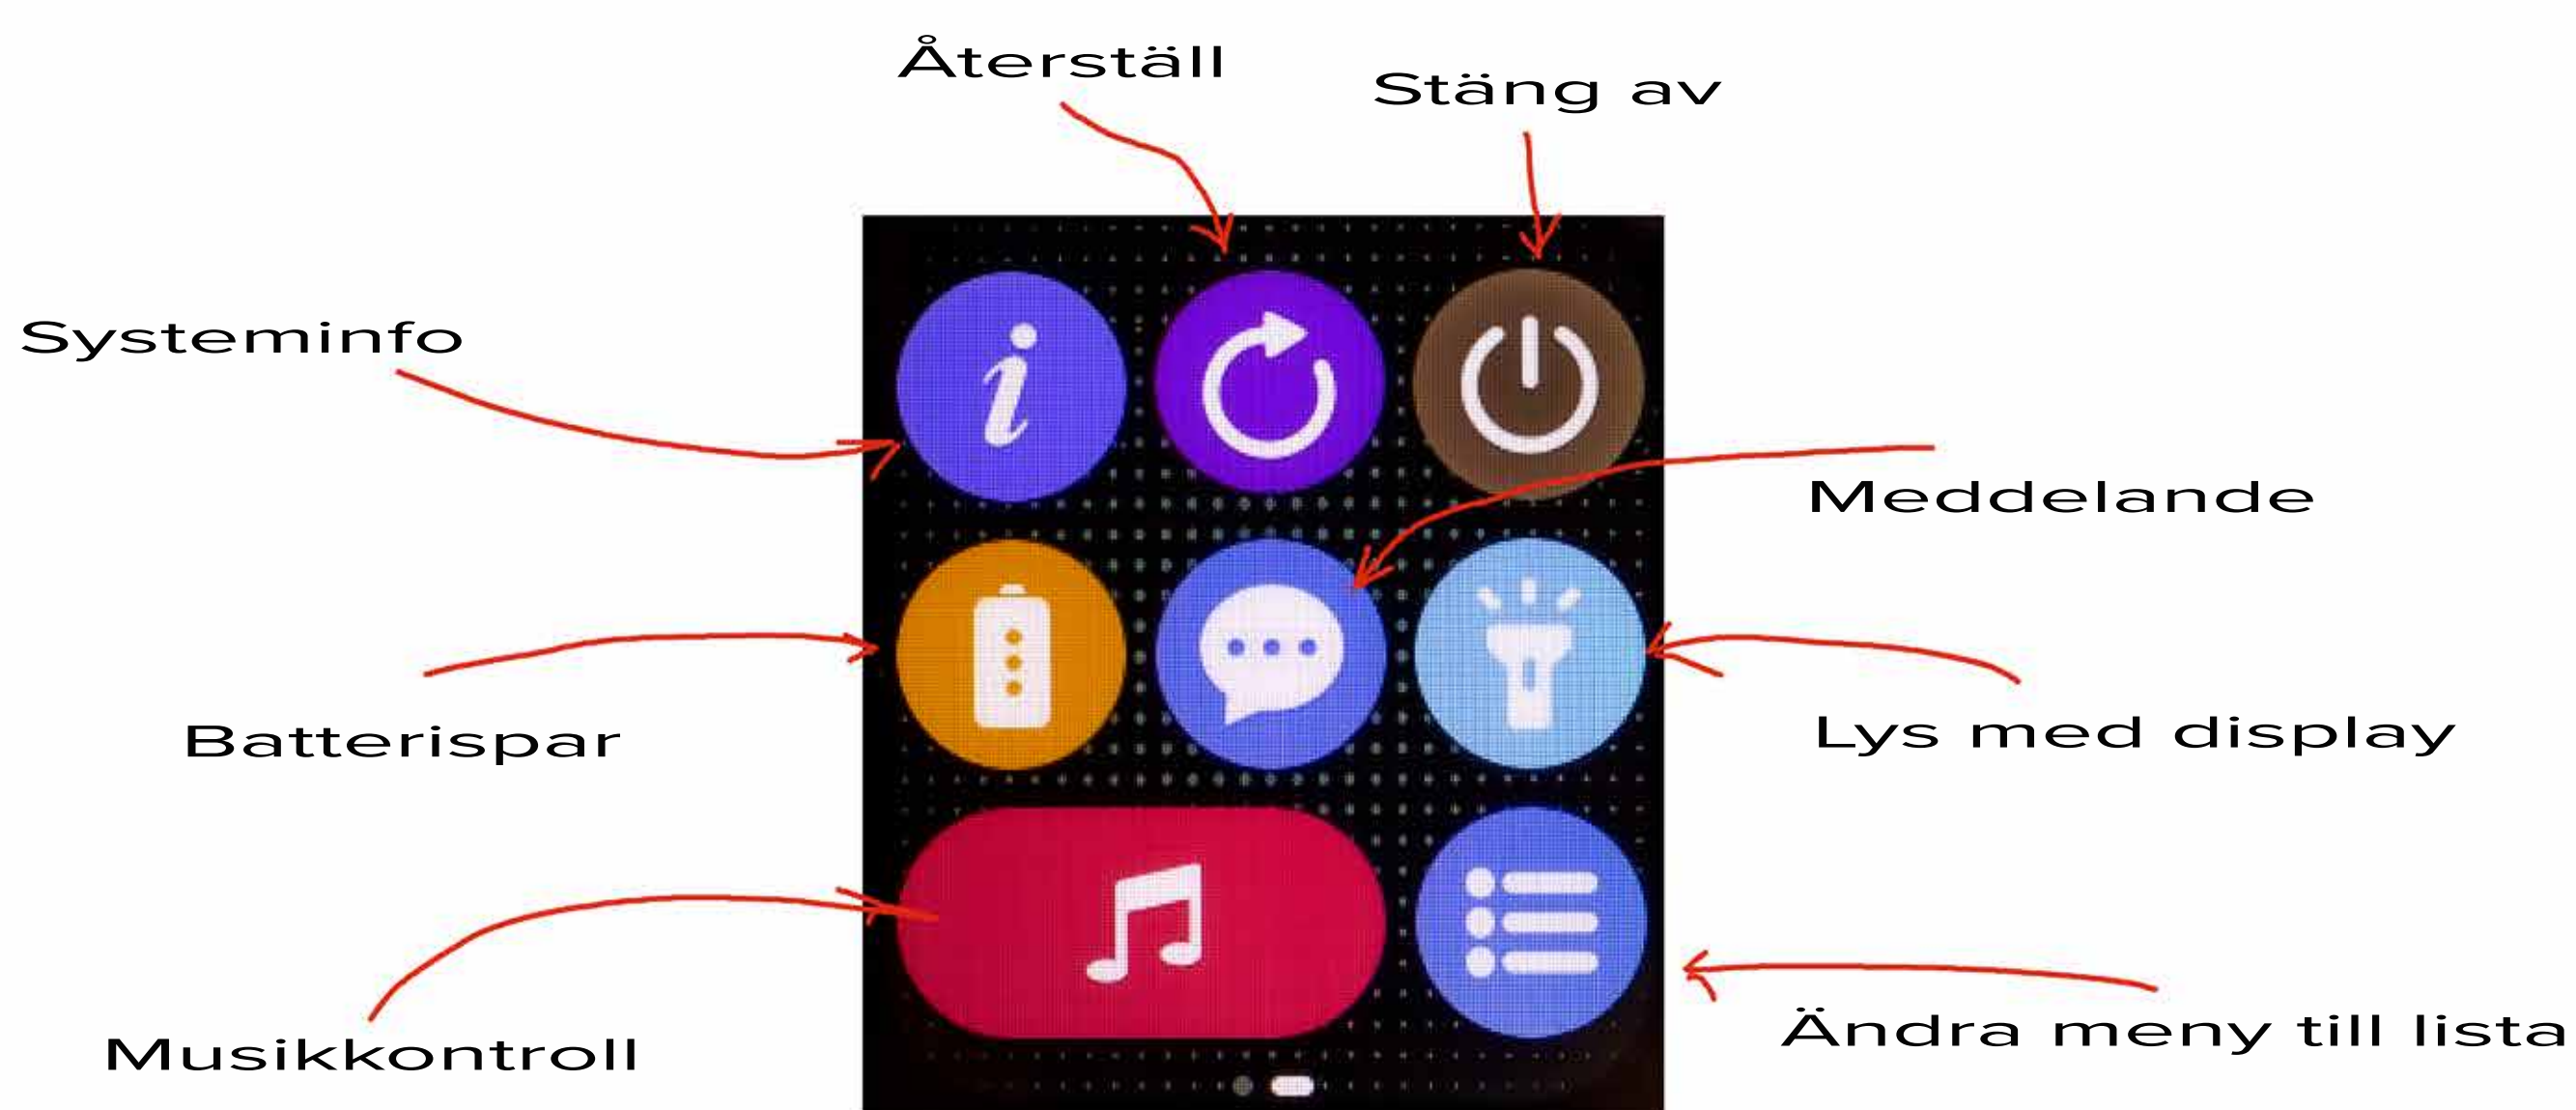 Återställ
Stäng av
Systeminfo
Meddelande
Batterispar
Lys med display
Musikkontroll
Ändra meny till lista